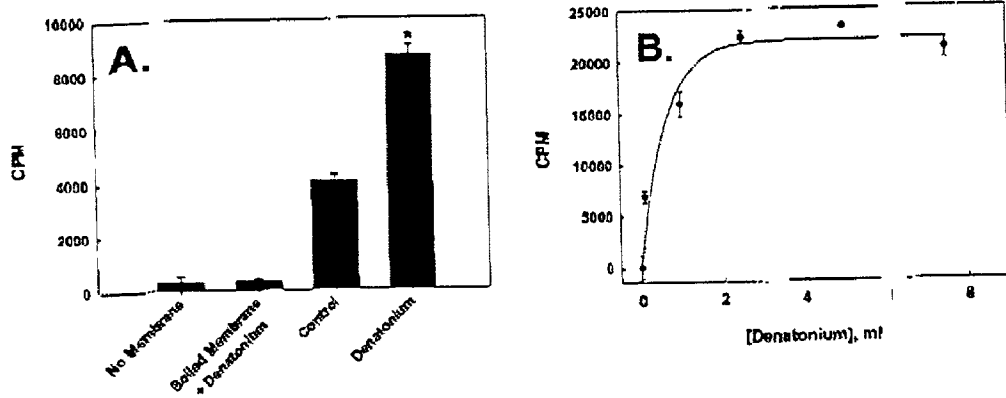 A.
10000
8000
6000
4000
2000
0
CPM
*
No Membrane
Boiled Membrane
+ Denatonium
Control
Denatonium
B.
25000
20000
15000
10000
5000
0
CPM
0 2 4 8
[Denatonium], m